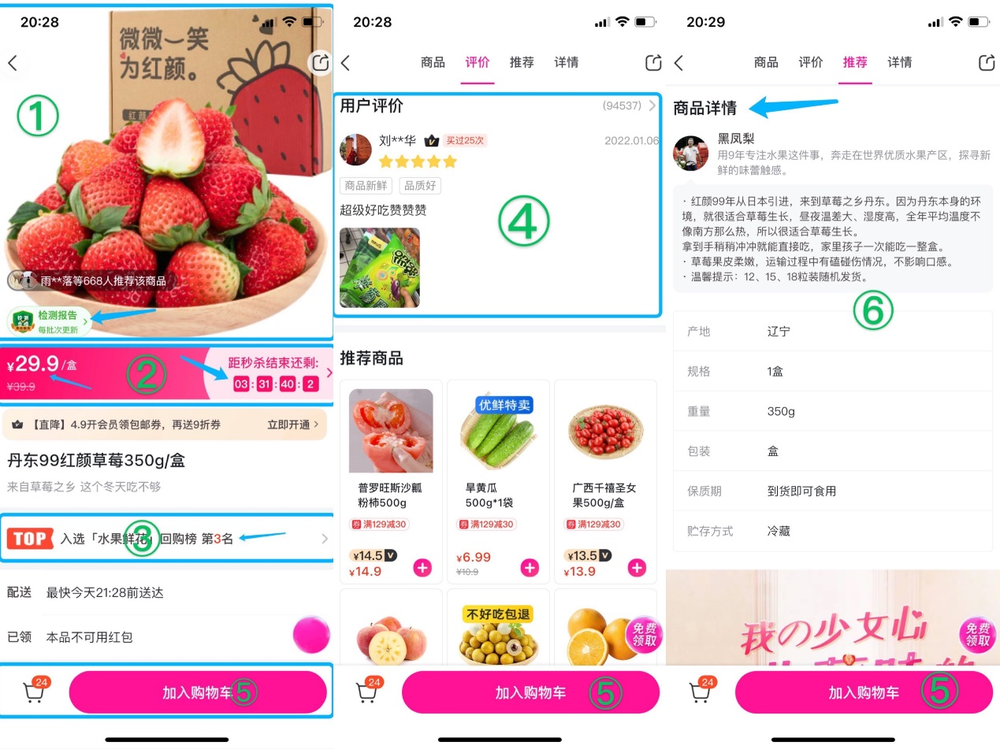 20:28
微微一笑
为红颜。
①
雨**落等668人推荐该商品
检测报告
每批次更新
¥29.9/盒
¥39.9
②
距秒杀结束还剩:
03:31:40:2
【直降】4.9开会员领包邮券，再送9折券
立即开通
丹东99红颜草莓350g/盒
来自草莓之乡 这个冬天吃不够
TOP 入选「水果鲜花」回购榜 第3名
③
配送 最快今天21:28前送达
已领 本品不可用红包
24
加入购物车
⑤
20:28
商品 评价 推荐 详情
用户评价
(94537)
刘**华
买过25次
2022.01.06
商品新鲜 品质好
超级好吃赞赞赞
④
推荐商品
优鲜特卖
普罗旺斯沙瓤
粉柿500g
券 满129减30
¥14.5 V
¥14.9
旱黄瓜
500g*1袋
券 满129减30
¥6.99
¥10.9
广西千禧圣女
果500g/盒
券 满129减30
¥13.5 V
¥13.9
不好吃包退
免费
领取
24
加入购物车
⑤
20:29
商品 评价 推荐 详情
商品详情
黑凤梨
用9年专注水果这件事，奔走在世界优质水果产区，探寻新
鲜的味蕾触感。
· 红颜99年从日本引进，来到草莓之乡丹东。因为丹东本身的环
境，就很适合草莓生长，昼夜温差大、湿度高，全年平均温度不
像南方那么热，所以很适合草莓生长。
拿到手稍稍冲冲就能直接吃，家里孩子一次能吃一整盒。
· 草莓果皮柔嫩，运输过程中有磕碰伤情况，不影响口感。
· 温馨提示：12、15、18粒装随机发货。
⑥
产地 辽宁
规格 1盒
重量 350g
包装 盒
保质期 到货即可食用
贮存方式 冷藏
我の少女心
免费
领取
24
加入购物车
⑤